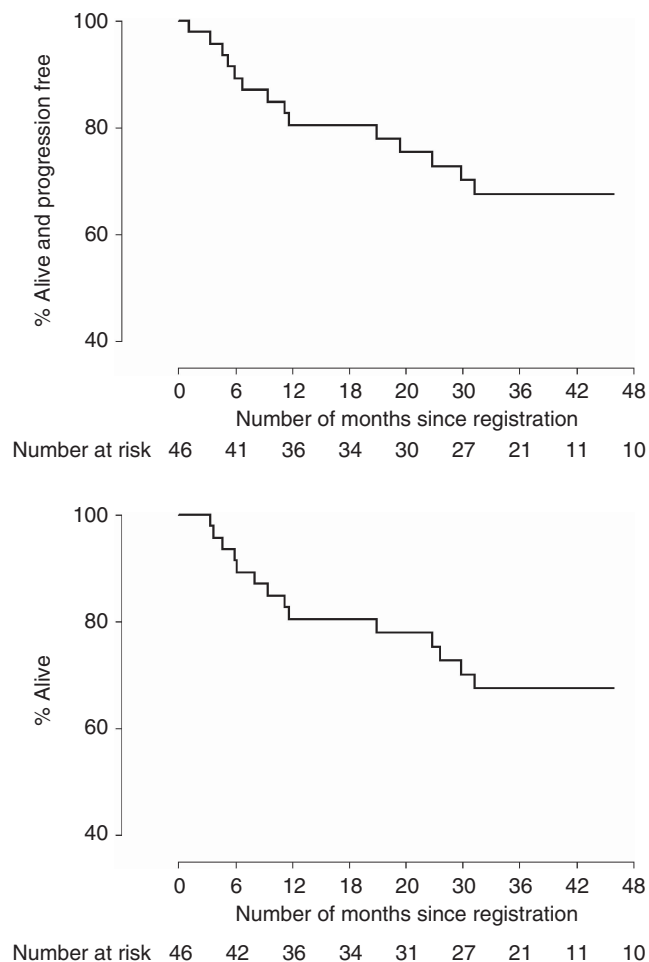 100
80
60
40
% Alive and progression free
0 6 12 18 20 30 36 42 48
Number of months since registration
Number at risk 46 41 36 34 30 27 21 11 10
100
80
60
40
% Alive
0 6 12 18 20 30 36 42 48
Number of months since registration
Number at risk 46 42 36 34 31 27 21 11 10